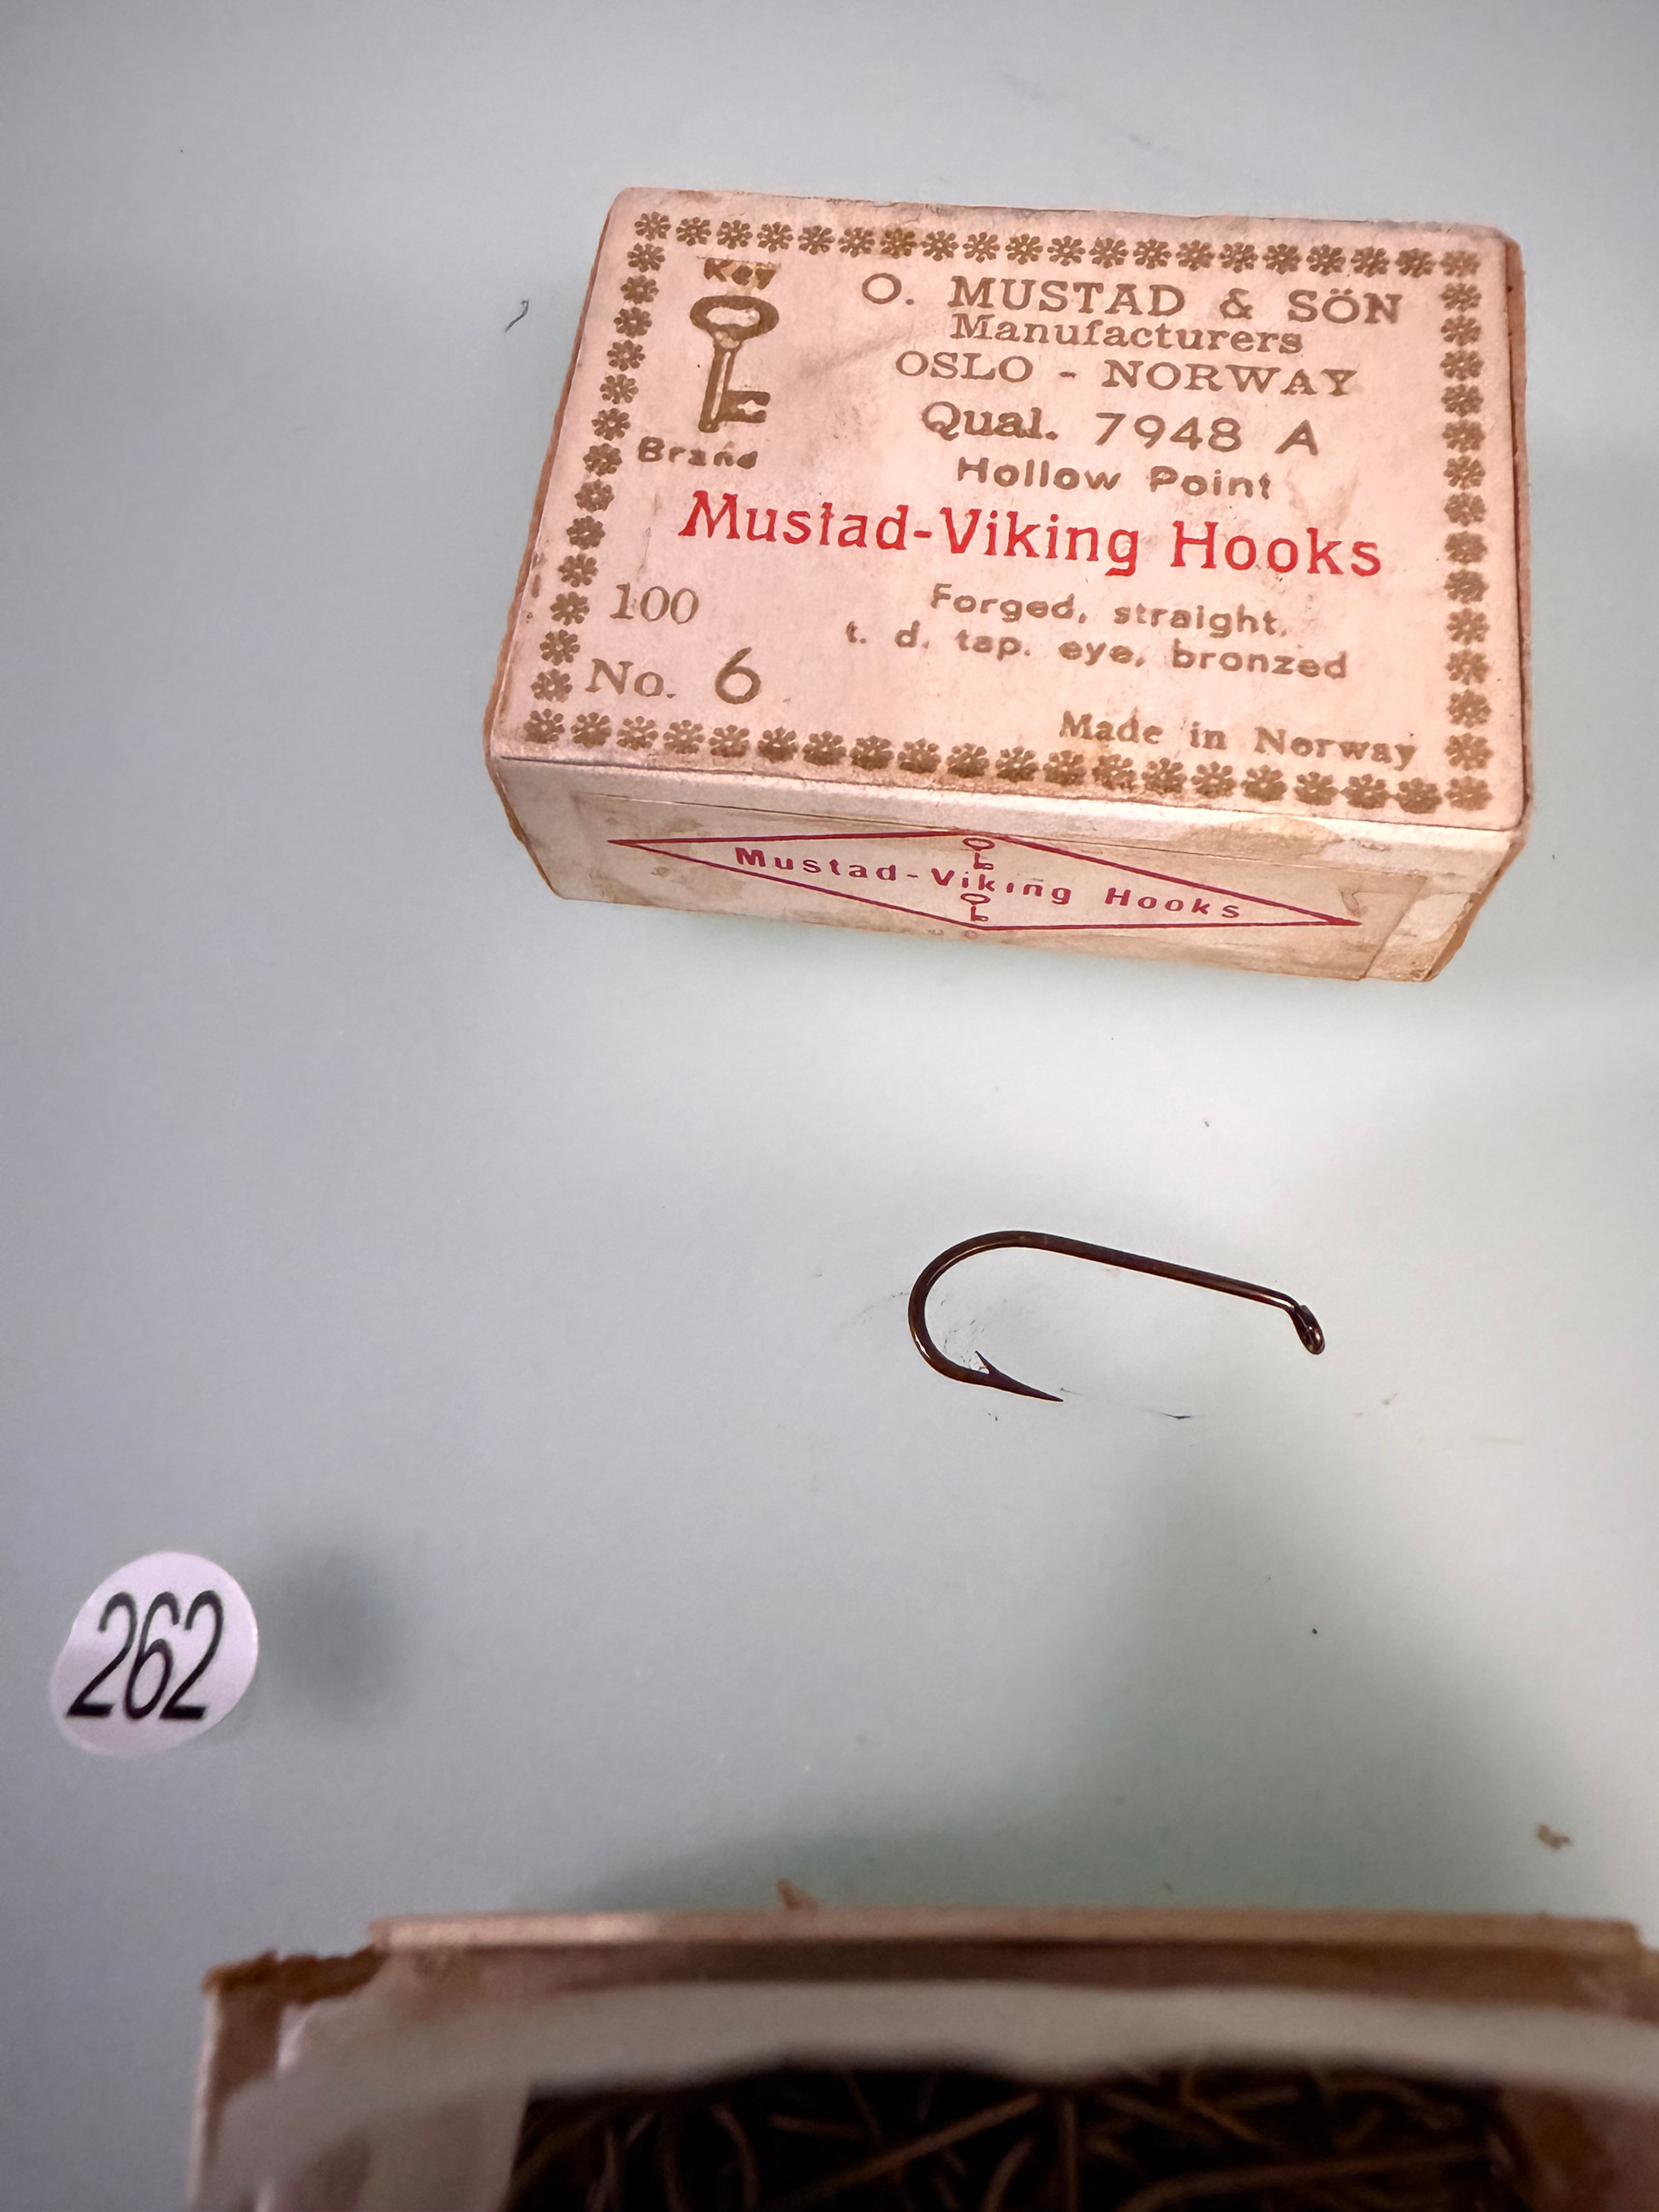 Key
Brand
O. MUSTAD & SÖN
Manufacturers
OSLO - NORWAY
Qual. 7948 A
Hollow Point
Mustad-Viking Hooks
100
No. 6
Forged, straight,
t. d. tap. eye, bronzed
Made in Norway
Mustad-Viking Hooks
262